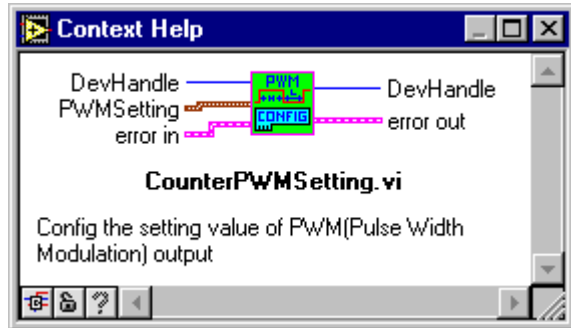 Context Help
DevHandle
PWMSetting
error in
PWM
CONFIG
DevHandle
error out
CounterPWMSetting.vi
Config the setting value of PWM(Pulse Width
Modulation) output